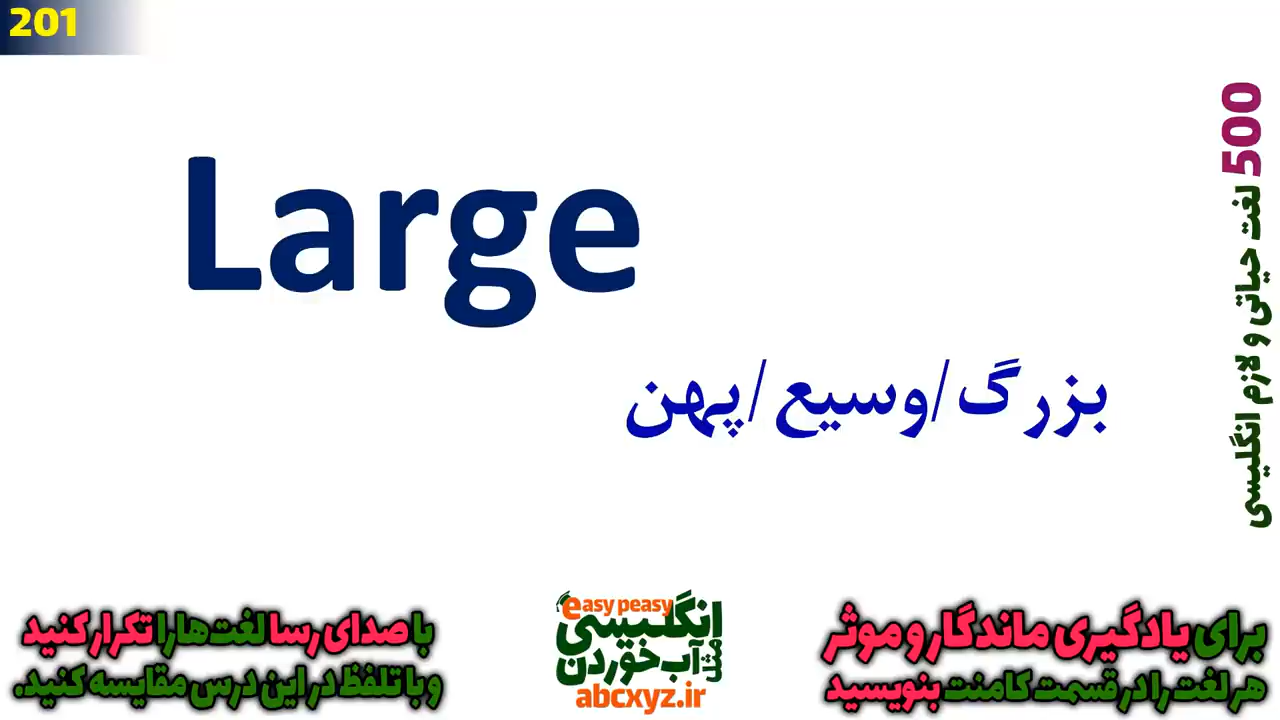 201
Large
بزرگ/وسیع/پهن
500 لغت حیاتی و لازم انگلیسی
برای یادگیری ماندگار و موثر
هر لغت را در قسمت کامنت بنویسید
easy peasy
انگلیسی
مثل آب خوردن
abcxyz.ir
با صدای رسا لغت‌ها را تکرار کنید
و با تلفظ در این درس مقایسه کنید.